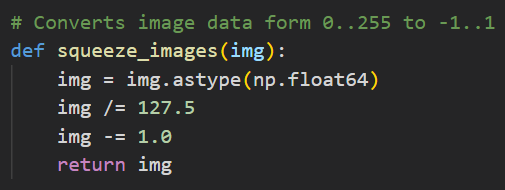 # Converts image data form 0..255 to -1..1
def squeeze_images(img):
    img = img.astype(np.float64)
    img /= 127.5
    img -= 1.0
    return img